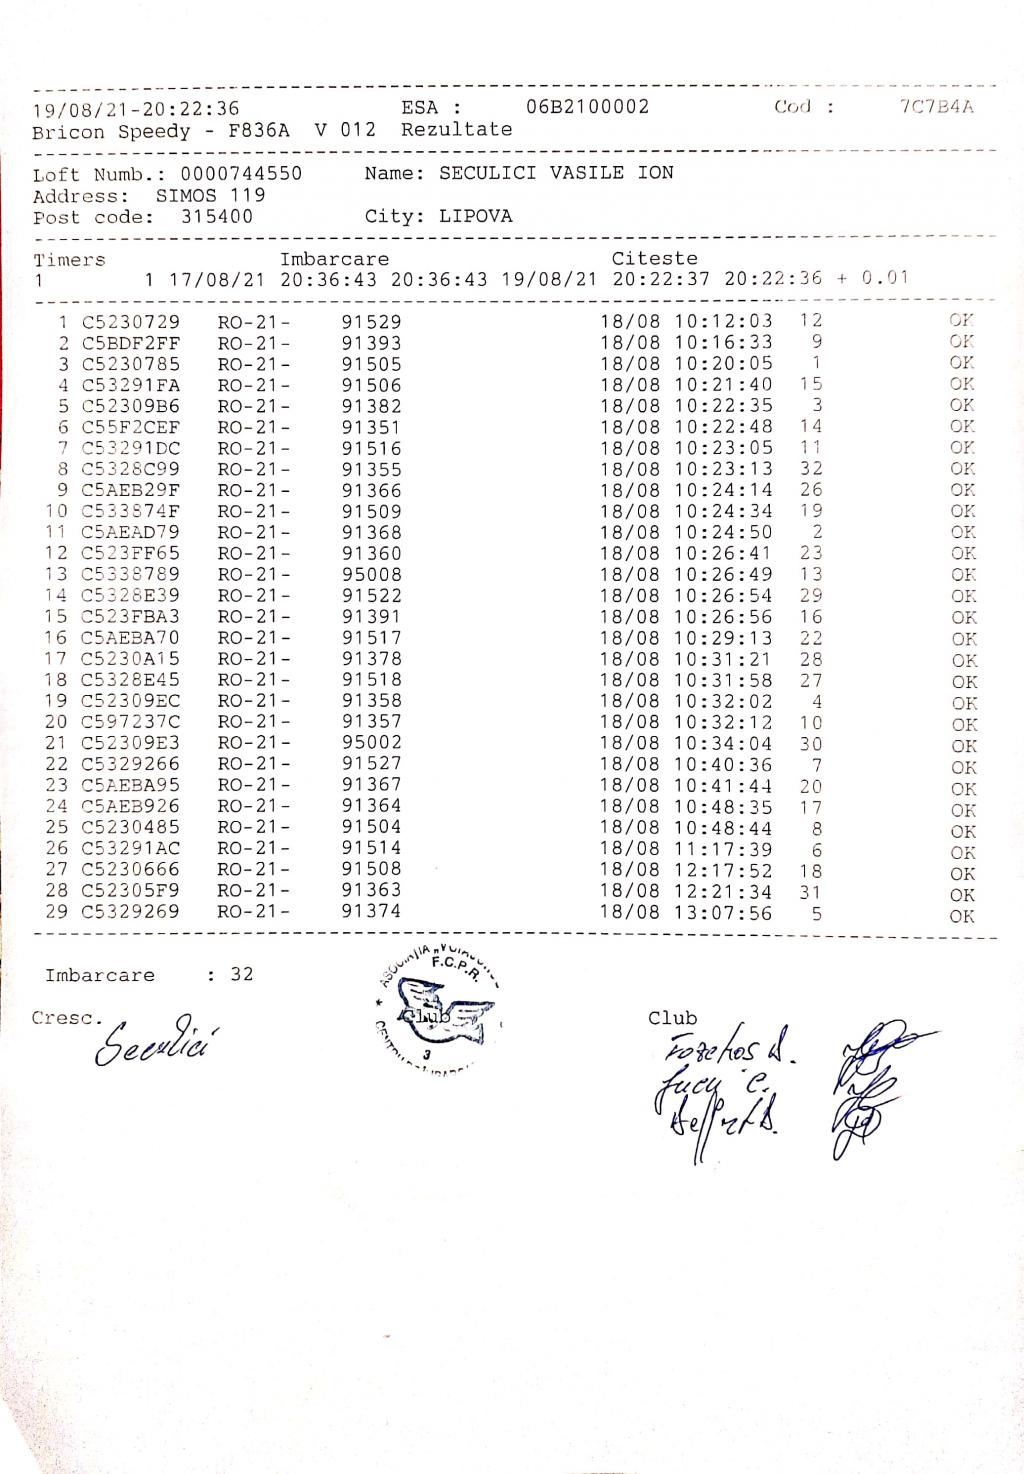 19/08/21-20:22:36 ESA : 06B2100002 Cod : 7C7B4A
Bricon Speedy - F836A V 012 Rezultate
Loft Numb.: 0000744550 Name: SECULICI VASILE ION
Address: SIMOS 119
Post code: 315400 City: LIPOVA
Timers Imbarcare Citeste
1 1 17/08/21 20:36:43 20:36:43 19/08/21 20:22:37 20:22:36 + 0.01
1 C5230729 RO-21- 91529 18/08 10:12:03 12 OK
2 C5BDF2FF RO-21- 91393 18/08 10:16:33 9 OK
3 C5230785 RO-21- 91505 18/08 10:20:05 1 OK
4 C53291FA RO-21- 91506 18/08 10:21:40 15 OK
5 C52309B6 RO-21- 91382 18/08 10:22:35 3 OK
6 C55F2CEF RO-21- 91351 18/08 10:22:48 14 OK
7 C53291DC RO-21- 91516 18/08 10:23:05 11 OK
8 C5328C99 RO-21- 91355 18/08 10:23:13 32 OK
9 C5AEB29F RO-21- 91366 18/08 10:24:14 26 OK
10 C533874F RO-21- 91509 18/08 10:24:34 19 OK
11 C5AEAD79 RO-21- 91368 18/08 10:24:50 2 OK
12 C523FF65 RO-21- 91360 18/08 10:26:41 23 OK
13 C5338789 RO-21- 95008 18/08 10:26:49 13 OK
14 C5328E39 RO-21- 91522 18/08 10:26:54 29 OK
15 C523FBA3 RO-21- 91391 18/08 10:26:56 16 OK
16 C5AEBA70 RO-21- 91517 18/08 10:29:13 22 OK
17 C5230A15 RO-21- 91378 18/08 10:31:21 28 OK
18 C5328E45 RO-21- 91518 18/08 10:31:58 27 OK
19 C52309EC RO-21- 91358 18/08 10:32:02 4 OK
20 C597237C RO-21- 91357 18/08 10:32:12 10 OK
21 C52309E3 RO-21- 95002 18/08 10:34:04 30 OK
22 C5329266 RO-21- 91527 18/08 10:40:36 7 OK
23 C5AEBA95 RO-21- 91367 18/08 10:41:44 20 OK
24 C5AEB926 RO-21- 91364 18/08 10:48:35 17 OK
25 C5230485 RO-21- 91504 18/08 10:48:44 8 OK
26 C53291AC RO-21- 91514 18/08 11:17:39 6 OK
27 C5230666 RO-21- 91508 18/08 12:17:52 18 OK
28 C52305F9 RO-21- 91363 18/08 12:21:34 31 OK
29 C5329269 RO-21- 91374 18/08 13:07:56 5 OK
Imbarcare : 32
F.C.P.R.
Cresc. Club Club
Seculici
3